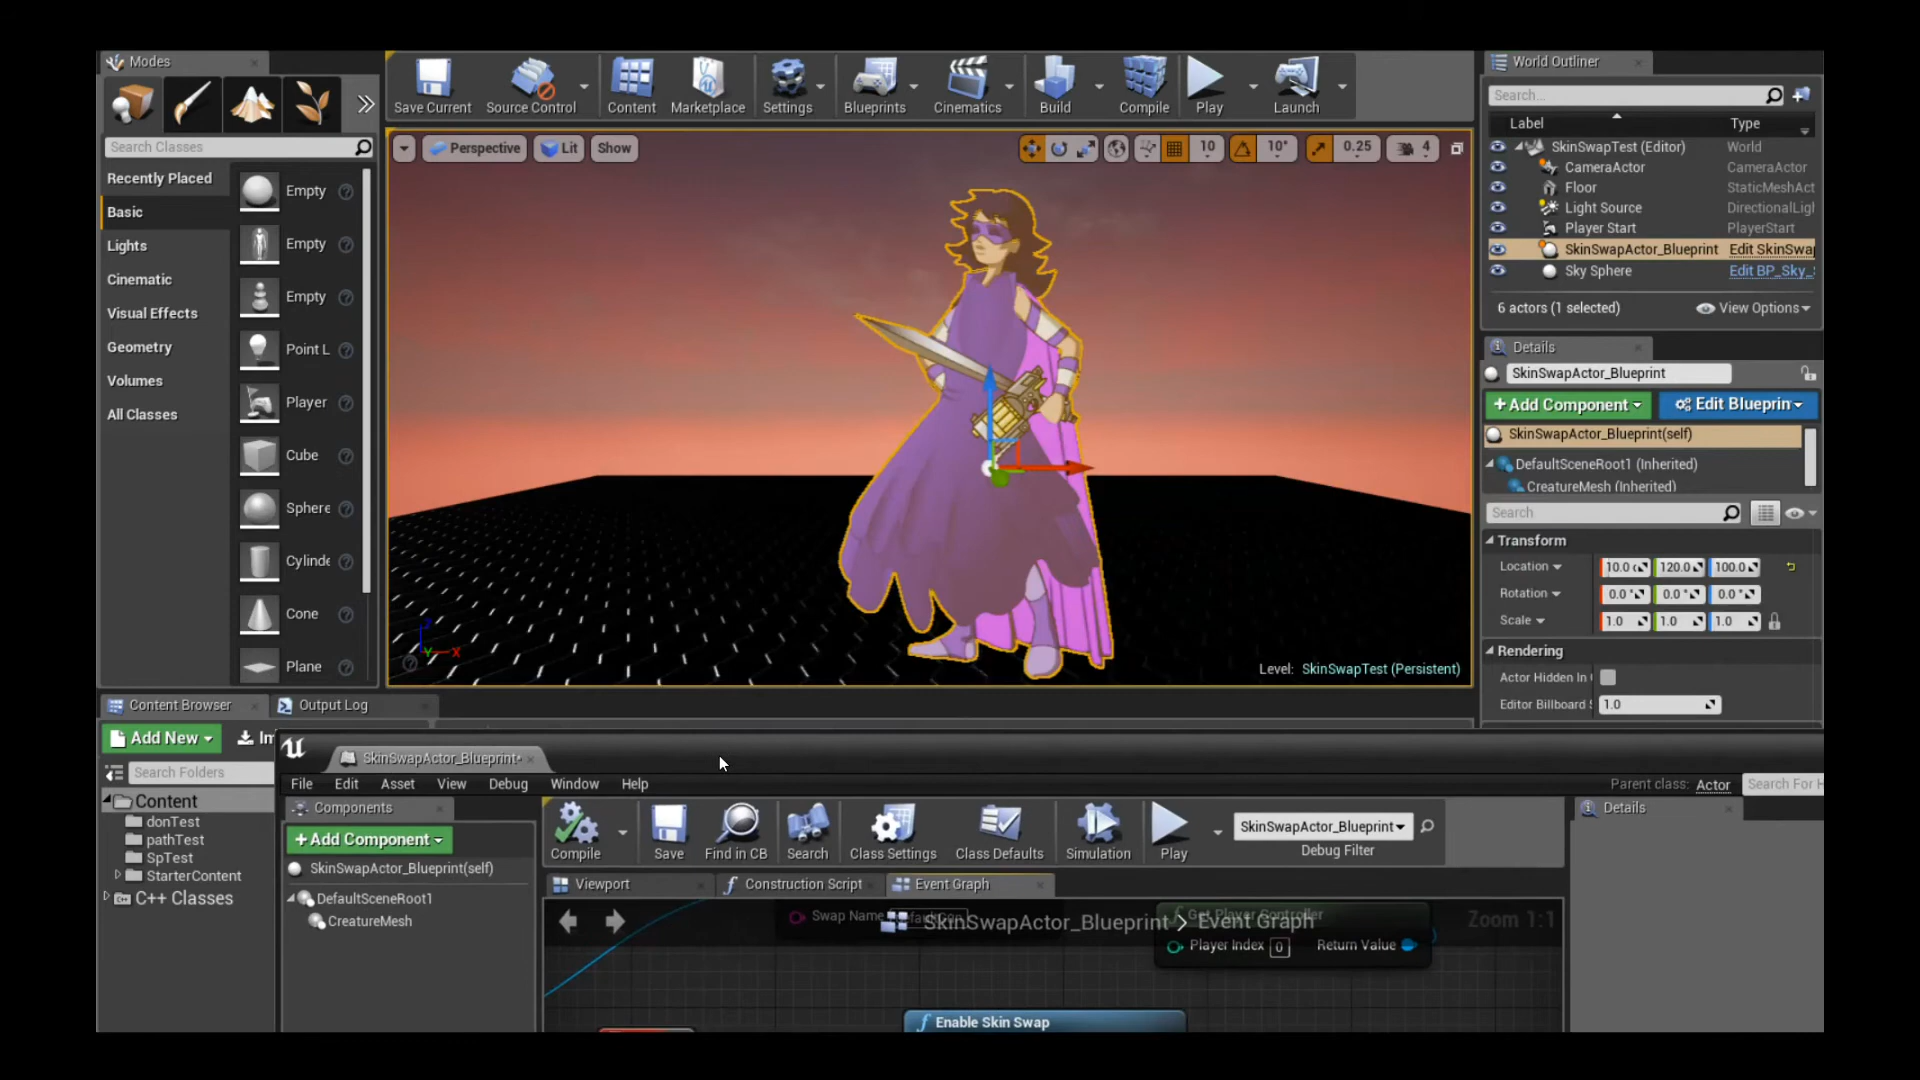 Modes
Save Current
Source Control
Content
Marketplace
Settings
Blueprints
Cinematics
Build
Compile
Play
Launch
World Outliner
Search...
Label
Type
SkinSwapTest (Editor)
World
CameraActor
CameraActor
Floor
StaticMeshAct
Light Source
DirectionalLigh
Player Start
PlayerStart
SkinSwapActor_Blueprint
Edit SkinSwap
Sky Sphere
Edit BP_Sky_
6 actors (1 selected)
View Options
Search Classes
Recently Placed
Basic
Lights
Cinematic
Visual Effects
Geometry
Volumes
All Classes
Empty
Empty
Empty
Point L
Player
Cube
Sphere
Cylinde
Cone
Plane
Perspective
Lit
Show
10
10°
0.25
4
Z
Y
X
Level: SkinSwapTest (Persistent)
Details
SkinSwapActor_Blueprint
+Add Component
Edit Blueprin
SkinSwapActor_Blueprint(self)
DefaultSceneRoot1 (Inherited)
CreatureMesh (Inherited)
Search
Transform
Location
10.0 c
120.0
100.0
Rotation
0.0 °
0.0 °
0.0 °
Scale
1.0
1.0
1.0
Rendering
Actor Hidden In
Editor Billboard
1.0
Content Browser
Output Log
Add New
Im
Search Folders
Content
donTest
pathTest
SpTest
StarterContent
C++ Classes
SkinSwapActor_Blueprint*
File
Edit
Asset
View
Debug
Window
Help
Parent class: Actor
Search For H
Components
+Add Component
SkinSwapActor_Blueprint(self)
DefaultSceneRoot1
CreatureMesh
Compile
Save
Find in CB
Search
Class Settings
Class Defaults
Simulation
Play
SkinSwapActor_Blueprint
Debug Filter
Details
Viewport
Construction Script
Event Graph
Swap Name
SkinSwapActor_Blueprint > Event Graph
Zoom 1:1
Get Player Controller
Player Index 0
Return Value
Enable Skin Swap